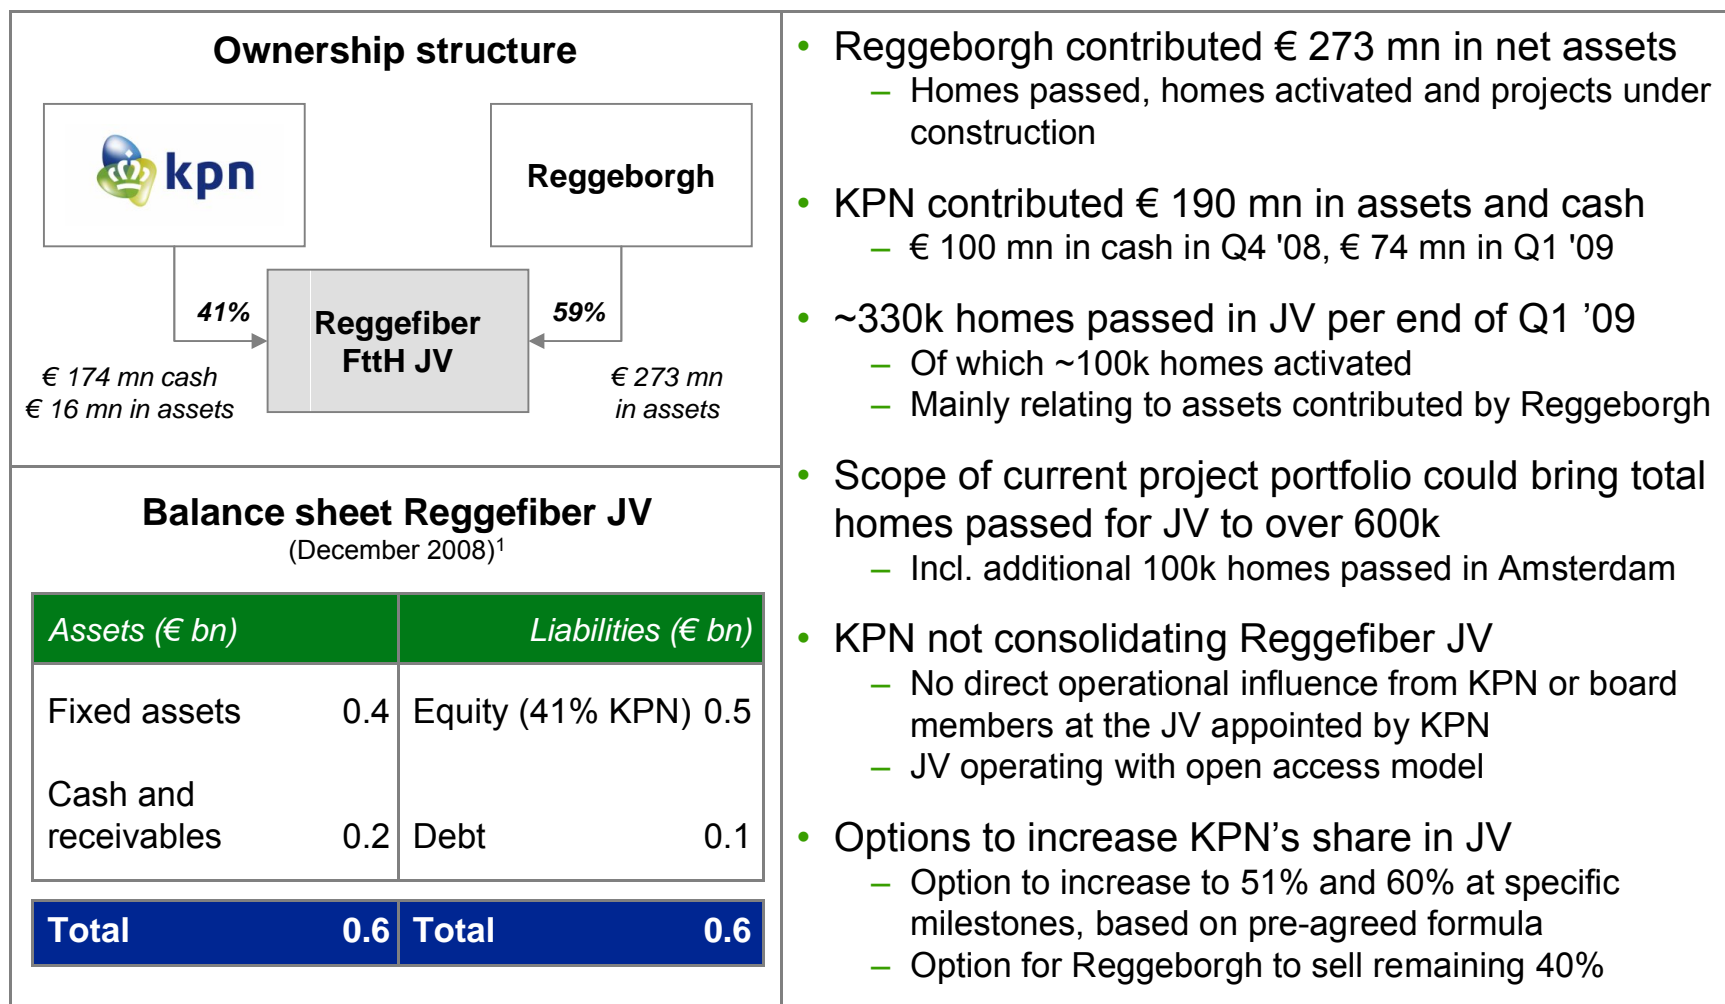 Ownership structure
kpn
Reggeborgh
41%
Reggefiber
FttH JV
59%
€ 174 mn cash
€ 16 mn in assets
€ 273 mn
in assets
Balance sheet Reggefiber JV
(December 2008)¹
Assets (€ bn) Liabilities (€ bn)
Fixed assets 0.4 Equity (41% KPN) 0.5
Cash and
receivables 0.2 Debt 0.1
Total 0.6 Total 0.6
• Reggeborgh contributed € 273 mn in net assets
– Homes passed, homes activated and projects under
construction
• KPN contributed € 190 mn in assets and cash
– € 100 mn in cash in Q4 '08, € 74 mn in Q1 '09
• ~330k homes passed in JV per end of Q1 ’09
– Of which ~100k homes activated
– Mainly relating to assets contributed by Reggeborgh
• Scope of current project portfolio could bring total
homes passed for JV to over 600k
– Incl. additional 100k homes passed in Amsterdam
• KPN not consolidating Reggefiber JV
– No direct operational influence from KPN or board
members at the JV appointed by KPN
– JV operating with open access model
• Options to increase KPN’s share in JV
– Option to increase to 51% and 60% at specific
milestones, based on pre-agreed formula
– Option for Reggeborgh to sell remaining 40%